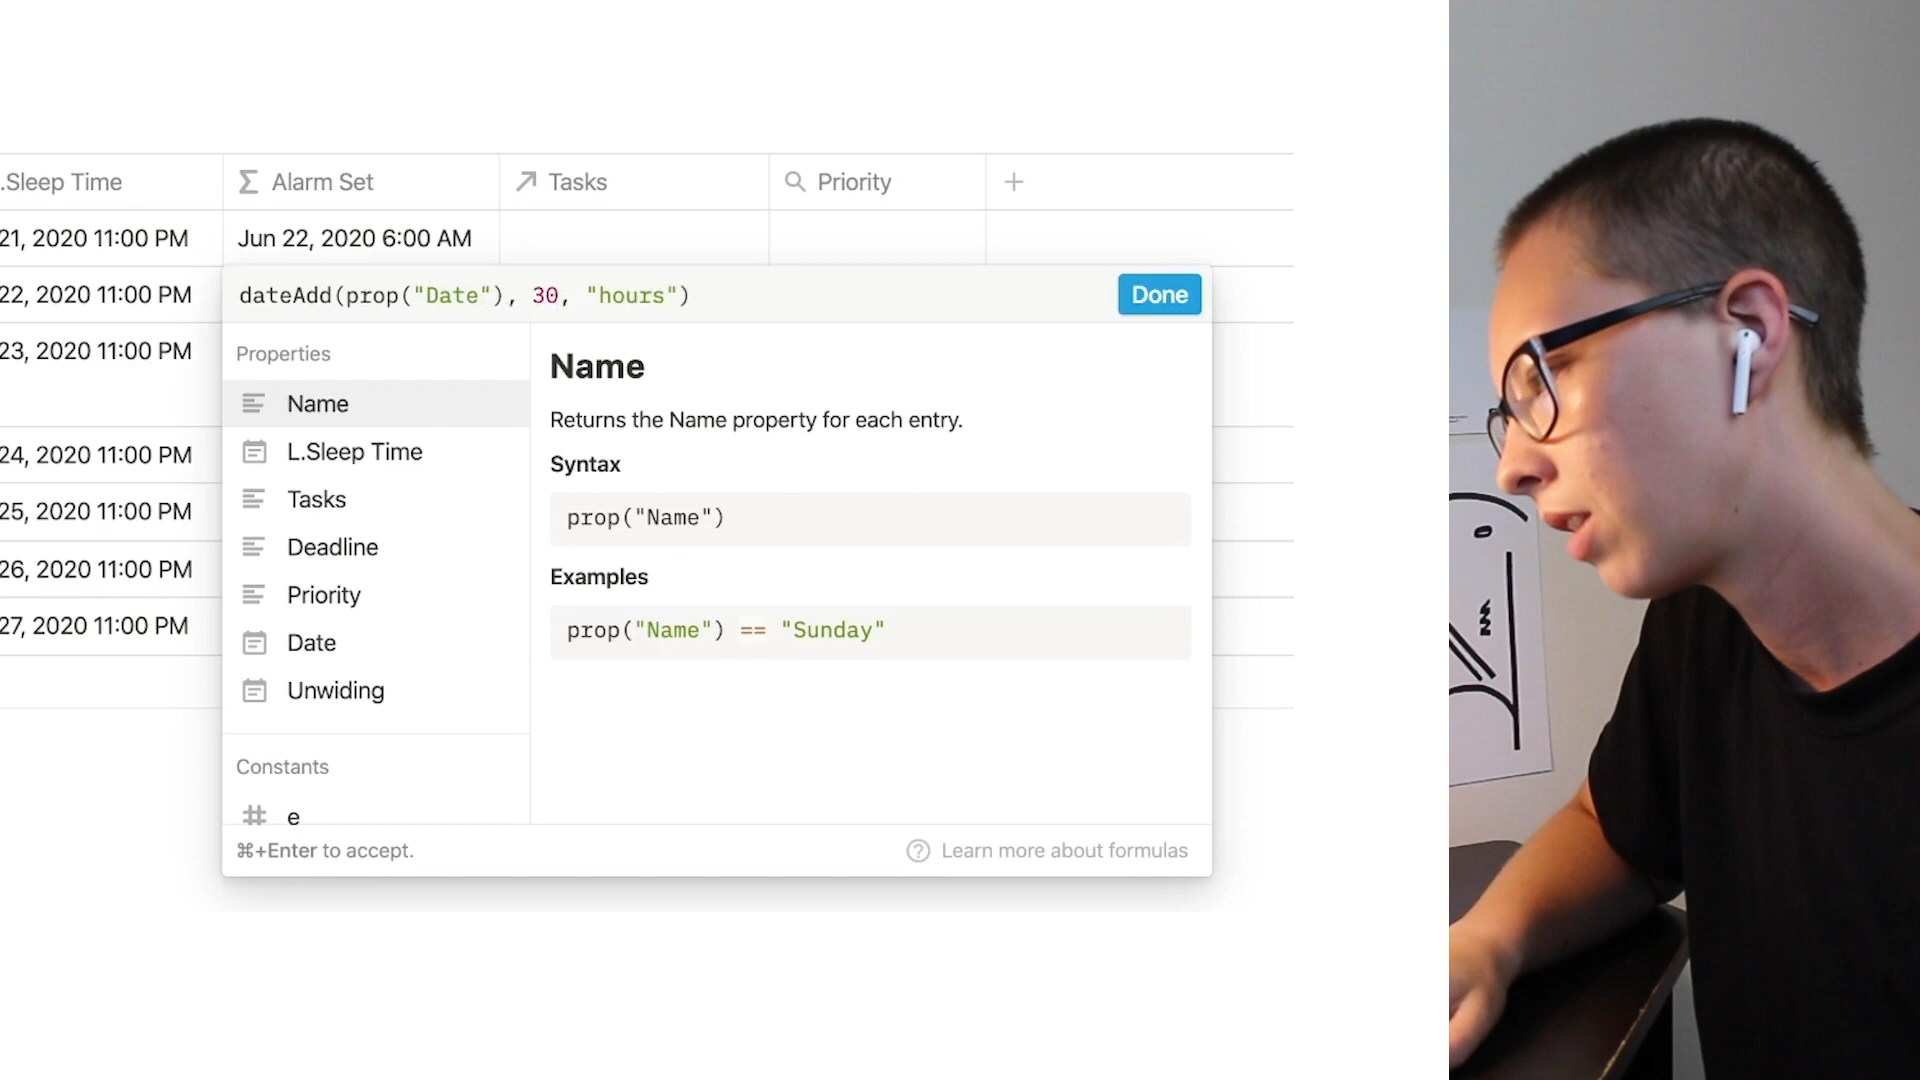 .Sleep Time Alarm Set Tasks Priority
21, 2020 11:00 PM Jun 22, 2020 6:00 AM
22, 2020 11:00 PM
dateAdd(prop("Date"), 30, "hours") Done
23, 2020 11:00 PM
24, 2020 11:00 PM
25, 2020 11:00 PM
26, 2020 11:00 PM
27, 2020 11:00 PM
Properties
Name
L.Sleep Time
Tasks
Deadline
Priority
Date
Unwiding
Constants
e
Name
Returns the Name property for each entry.
Syntax
prop("Name")
Examples
prop("Name") == "Sunday"
⌘+Enter to accept.
Learn more about formulas